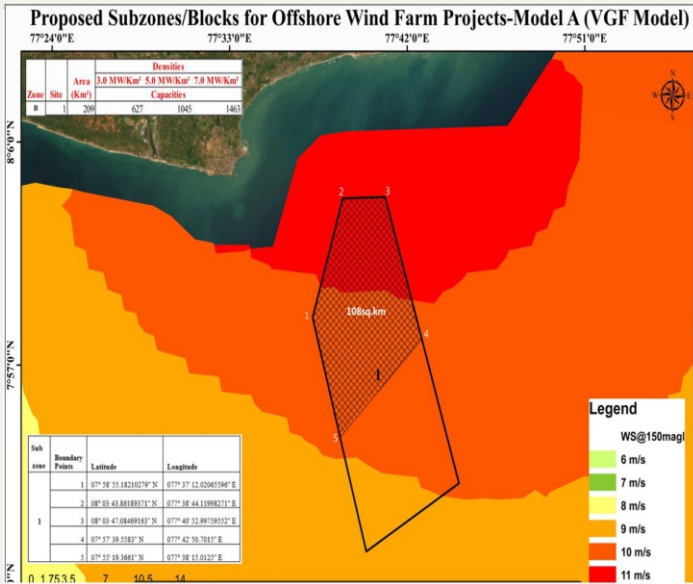 Proposed Subzones/Blocks for Offshore Wind Farm Projects-Model A (VGF Model)
77°24'0"E 77°33'0"E 77°42'0"E 77°51'0"E
Zone Site Area (Km²) Densities
3.0 MW/Km² 5.0 MW/Km² 7.0 MW/Km²
Capacities
B 1 209 627 1045 1463
N
W E
S
8°6'0"N
2 3
1
108sq.km
4
7°57'0"N
1
5
Sub zone Boundary Points Latitude Longitude
1
1 07° 58' 55.18210279" N 077° 37' 12.02065596" E
2 08° 03' 43.86189371" N 077° 38' 44.11998271" E
3 08° 03' 47.08469163" N 077° 40' 52.99759552" E
4 07° 57' 39.5583" N 077° 42' 50.7015" E
5 07° 55' 19.3661" N 077° 38' 15.0125" E
Legend
WS@150magl
6 m/s
7 m/s
8 m/s
9 m/s
10 m/s
11 m/s
0 1.75 3.5 7 10.5 14
0"N